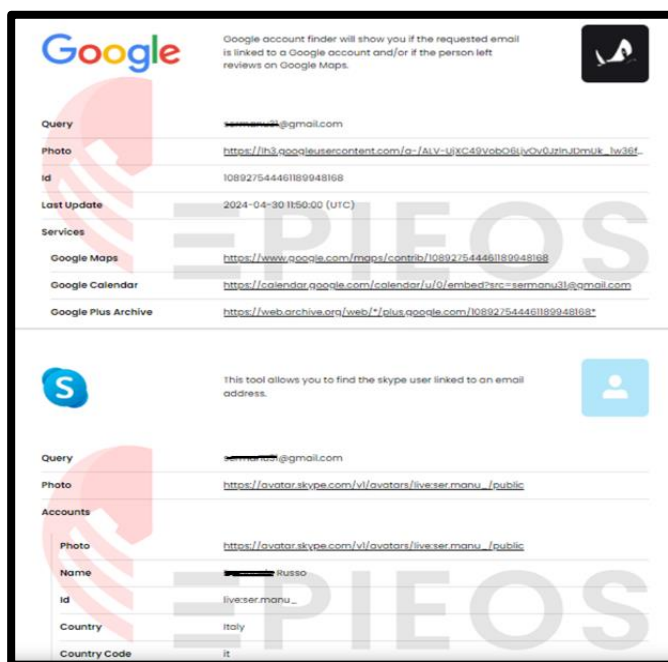 Google
Google account finder will show you if the requested email
is linked to a Google account and/or if the person left
reviews on Google Maps.
Query @gmail.com
Photo
Id 108927544461189948168
Last Update 2024-04-30 11:50:00 (UTC)
Services
Google Maps https://www.google.com/maps/contrib/108927544461189948168
Google Calendar https://calendar.google.com/calendar/u/0/embed?src=sermanu31@gmail.com
Google Plus Archive https://web.archive.org/web/*/plus.google.com/108927544461189948168*
EPIEOS
S
This tool allows you to find the skype user linked to an email
address.
Query @gmail.com
Photo https://avatar.skype.com/v1/avatars/live:ser.manu_/public
Accounts
Photo https://avatar.skype.com/v1/avatars/live:ser.manu_/public
Name Russo
Id live:ser.manu_
Country Italy
Country Code it
EPIEOS